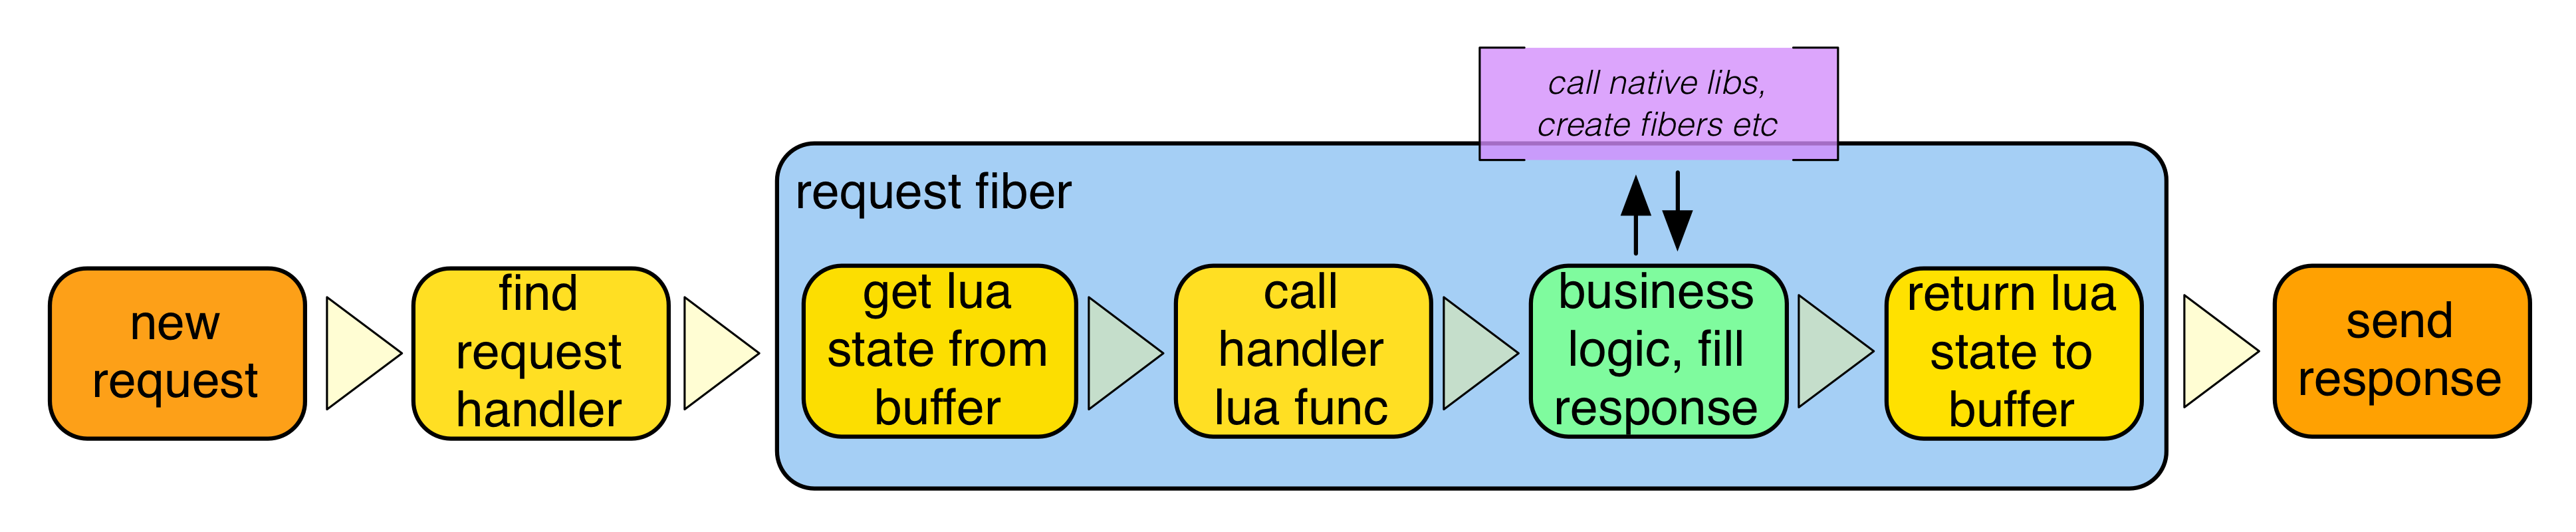 call native libs,
create fibers etc
request fiber
new
request
find
request
handler
get lua
state from
buffer
call
handler
lua func
business
logic, fill
response
return lua
state to
buffer
send
response